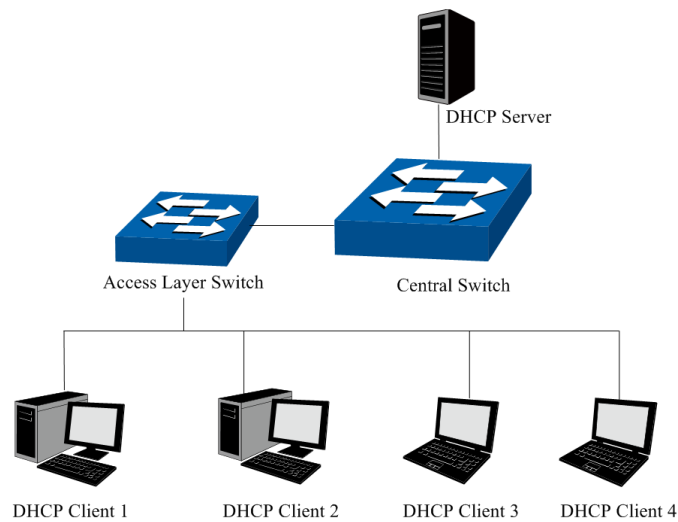 DHCP Server
Access Layer Switch
Central Switch
DHCP Client 1
DHCP Client 2
DHCP Client 3
DHCP Client 4